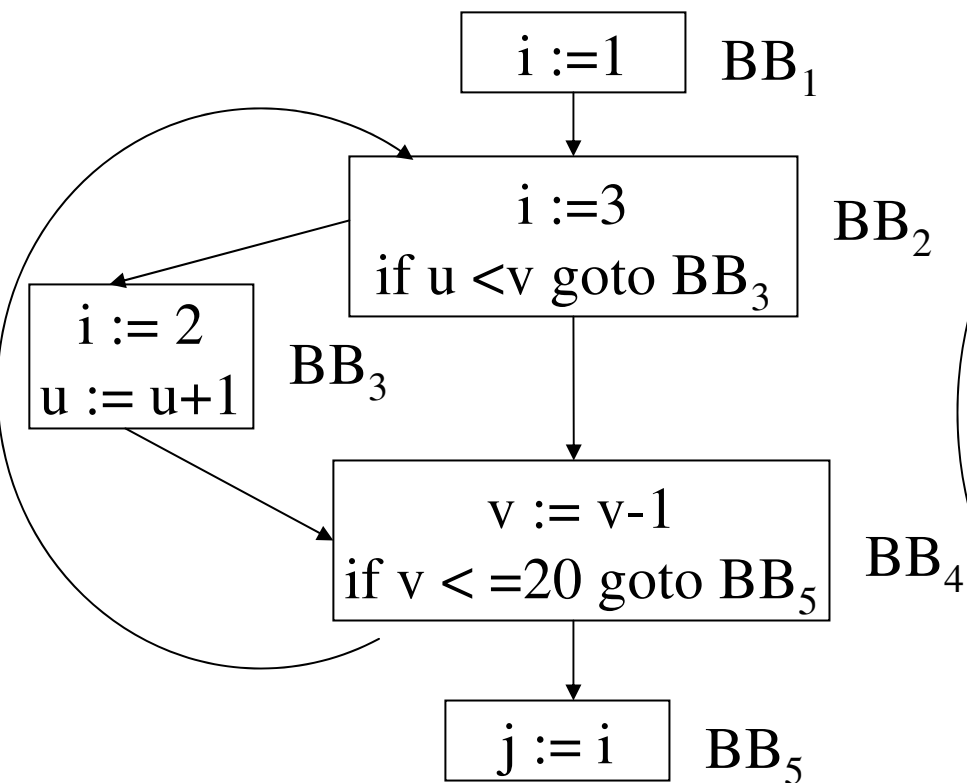 i :=1
BB₁
i :=3
if u <v goto BB₃
BB₂
i := 2
u := u+1
BB₃
v := v-1
if v < =20 goto BB₅
BB₄
j := i
BB₅